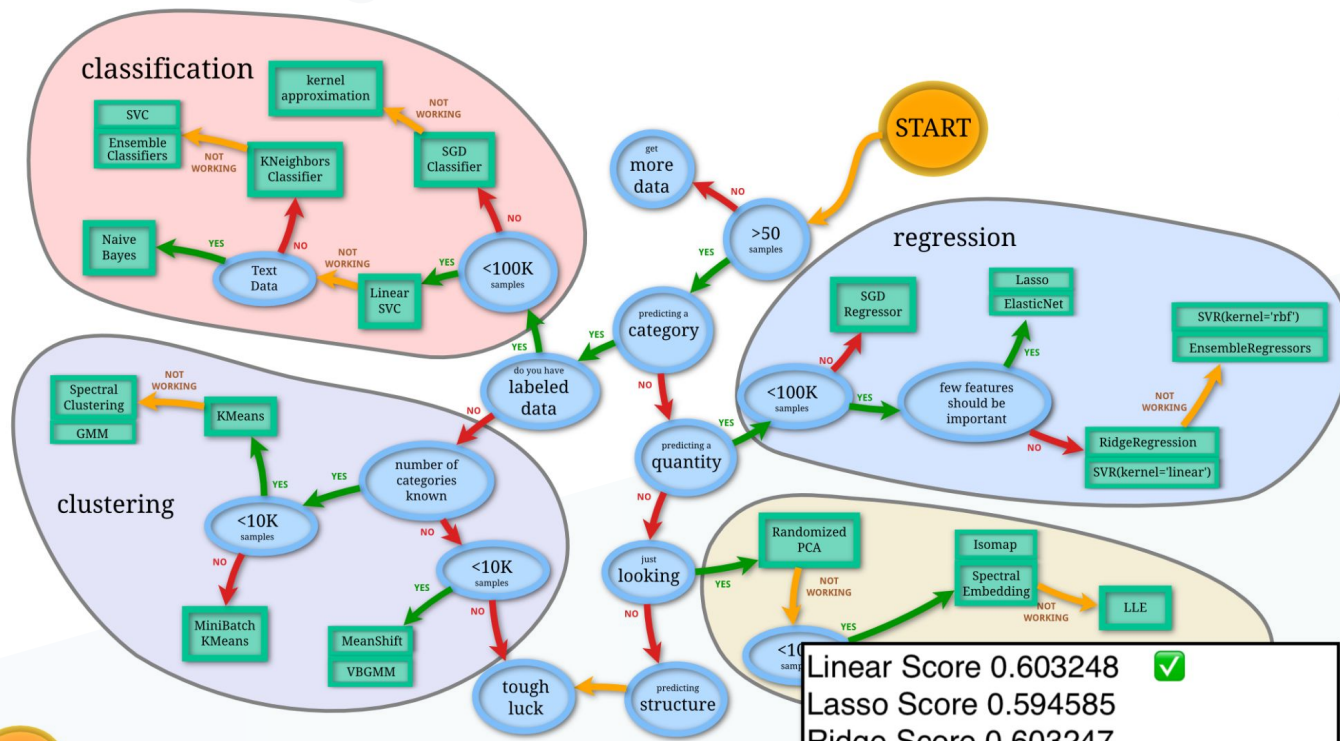 classification
kernel
approximation
NOT
WORKING
SVC
Ensemble
Classifiers
NOT
WORKING
KNeighbors
Classifier
SGD
Classifier
NO
Naive
Bayes
YES
Text
Data
NO
NOT
WORKING
Linear
SVC
YES
<100K
samples
START
get
more
data
NO
>50
samples
YES
predicting a
category
YES
do you have
labeled
data
YES
NO
NO
predicting a
quantity
YES
NO
just
looking
YES
NO
predicting
structure
tough
luck
regression
SGD
Regressor
NO
<100K
samples
YES
Lasso
ElasticNet
YES
few features
should be
important
NO
RidgeRegression
SVR(kernel='linear')
NOT
WORKING
SVR(kernel='rbf')
EnsembleRegressors
clustering
Spectral
Clustering
GMM
NOT
WORKING
KMeans
YES
<10K
samples
NO
MiniBatch
KMeans
YES
number of
categories
known
NO
<10K
samples
YES
NO
MeanShift
VBGMM
Randomized
PCA
NOT
WORKING
YES
Isomap
Spectral
Embedding
NOT
WORKING
LLE
Linear Score 0.603248 ✅
Lasso Score 0.594585
Ridge Score 0.603247